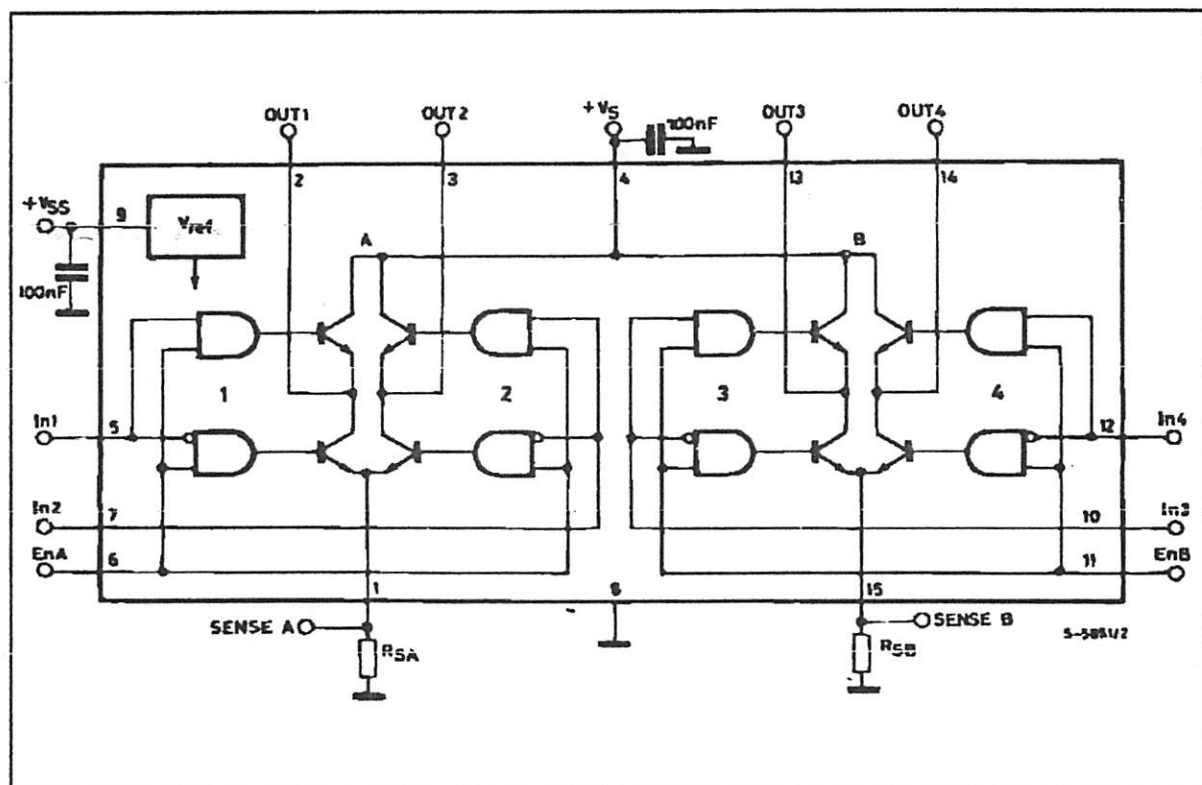 OUT1 OUT2 +VS 100nF OUT3 OUT4
2 3 4 13 14
+VSS 9 Vref A B
100nF
1 2 3 4
In1 5 12 In4
In2 7 10 In3
EnA 6 11 EnB
1 8 15
SENSE A SENSE B
RSA RSB